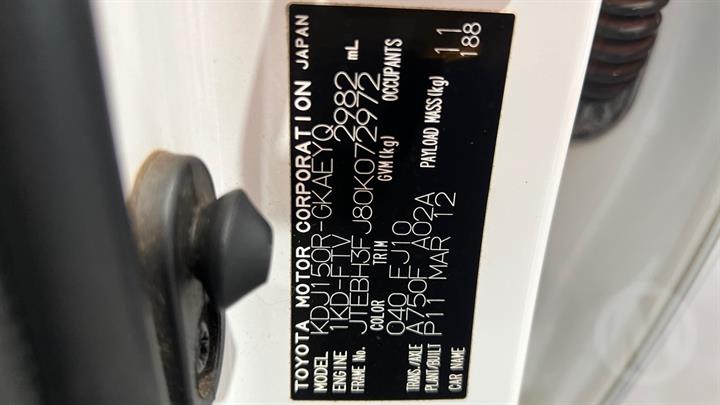 TOYOTA MOTOR CORPORATION JAPAN
MODEL KDJ150R-GKAEYQ
ENGINE 1KD-FTV 2982 mL
FRAME No. JTEBH3FJ80K072972
COLOR TRIM GVM(kg) OCCUPANTS
040 FJ10
TRANS./AXLE A750F A02A PAYLOAD MASS(kg)
PLANT/BUILT P11 MAR 12 11
CAR NAME 188